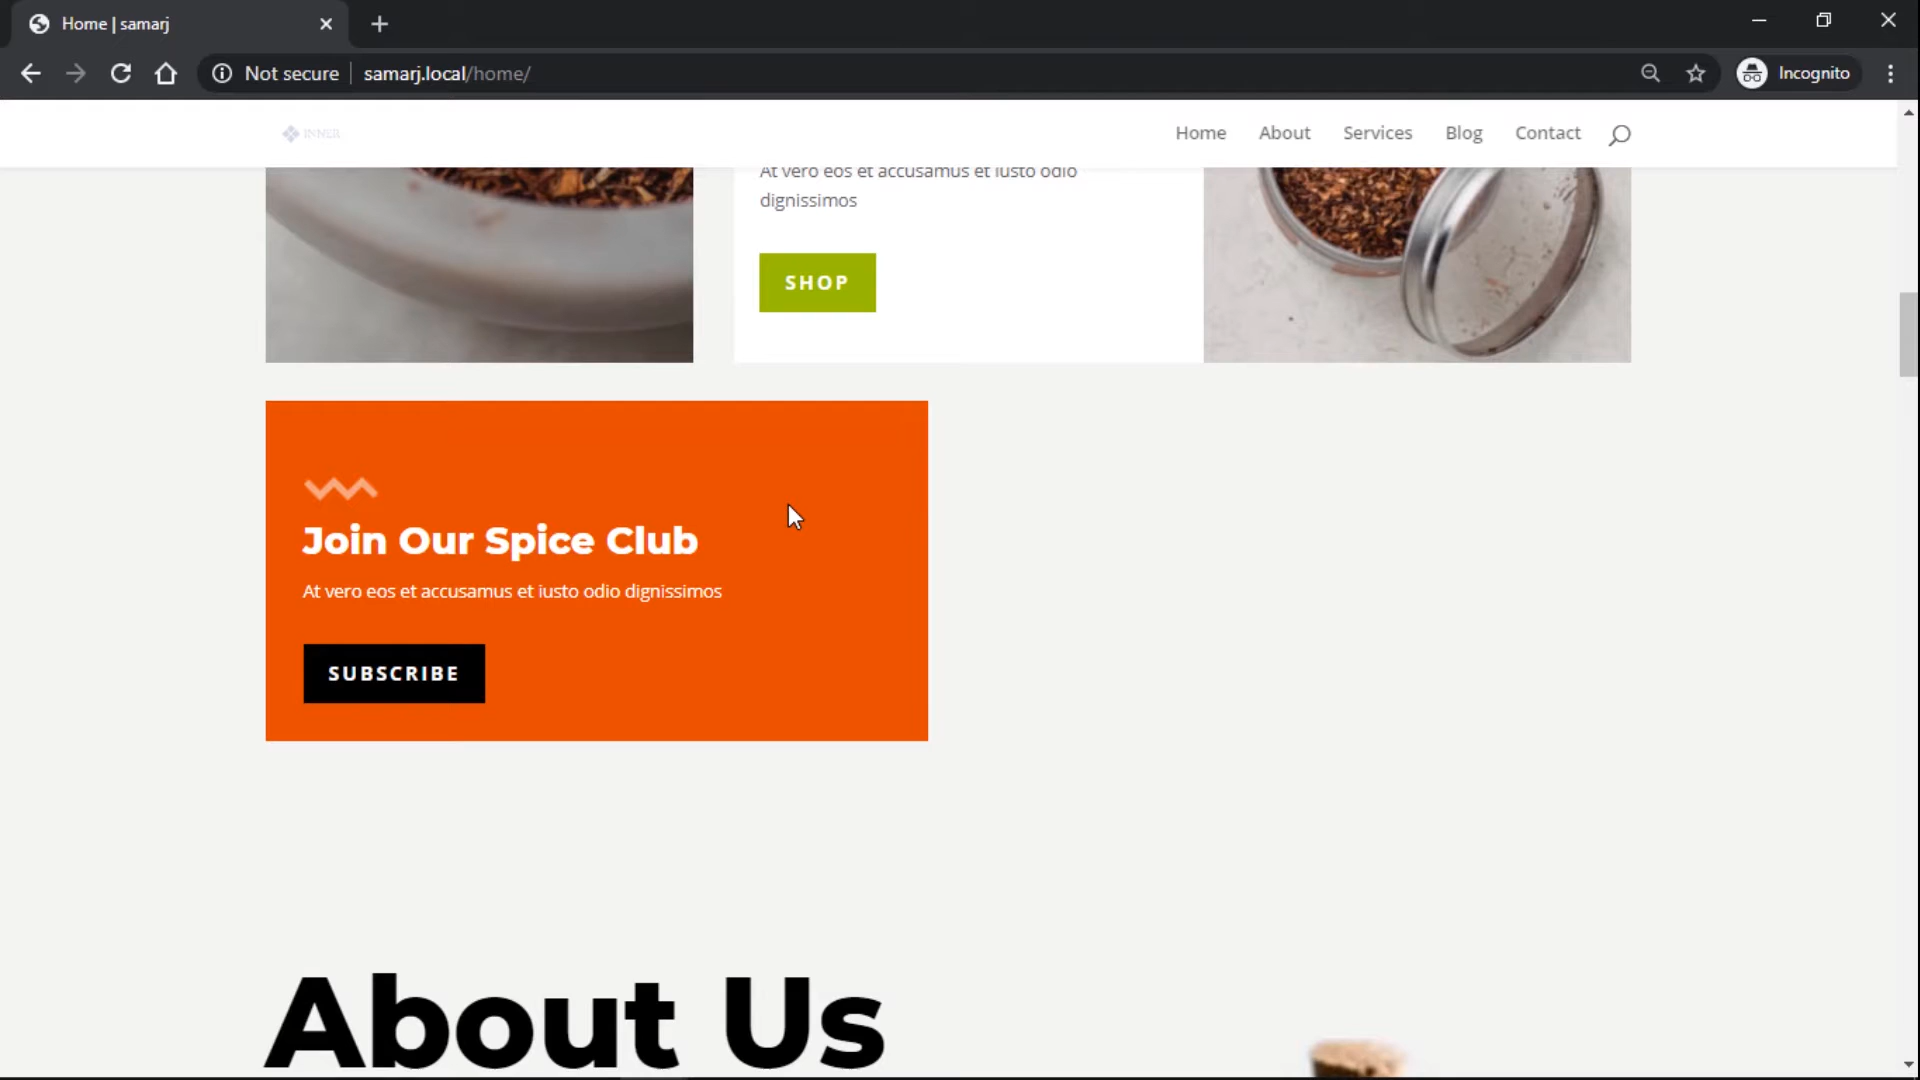 Home | samarj
Not secure
samarj.local/home/
Incognito
INNER
Home
About
Services
Blog
Contact
At vero eos et accusamus et iusto odio
dignissimos
SHOP
Join Our Spice Club
At vero eos et accusamus et iusto odio dignissimos
SUBSCRIBE
About Us